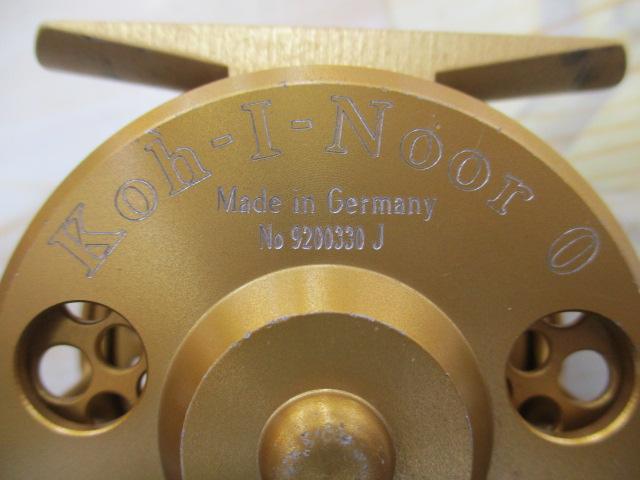 Koh-I-Noor 0
Made in Germany
No 9200330 J